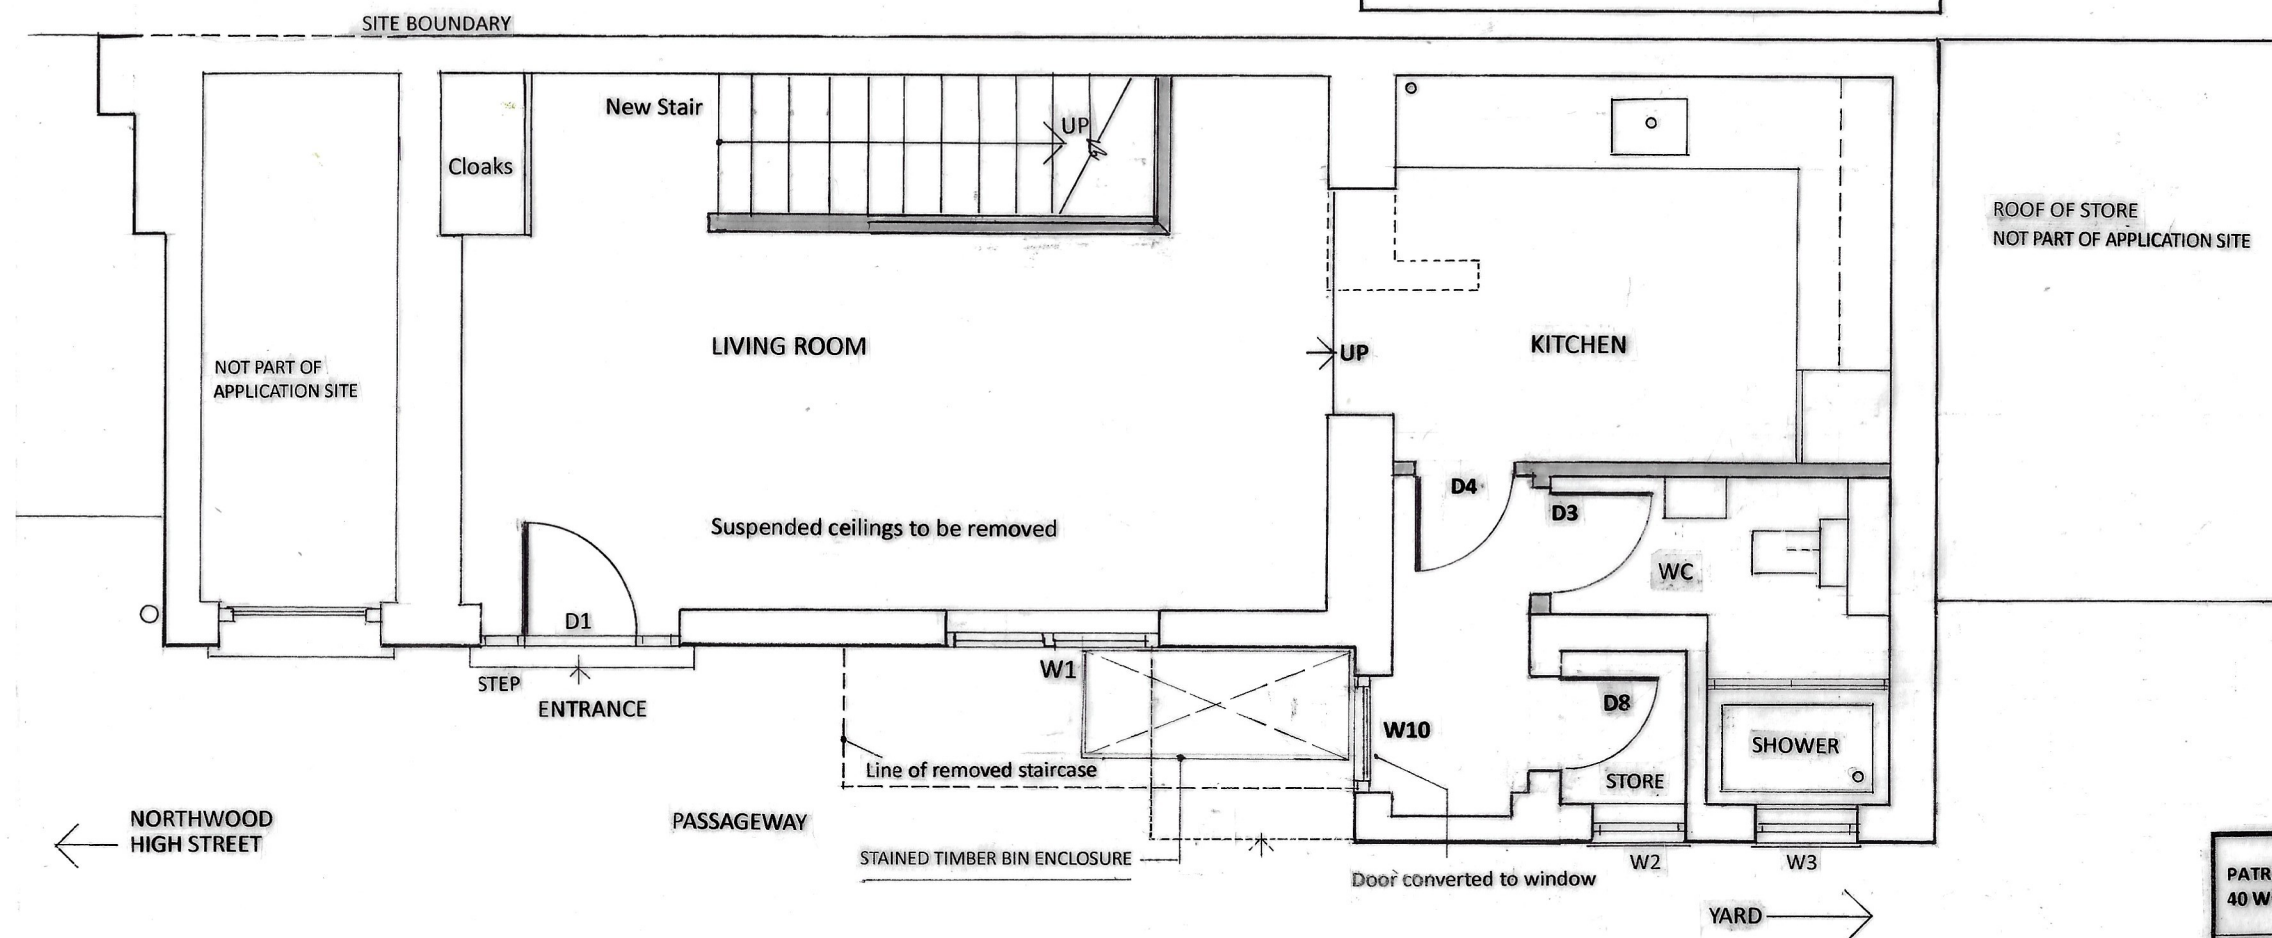 SITE BOUNDARY
New Stair
UP
Cloaks
ROOF OF STORE
NOT PART OF APPLICATION SITE
LIVING ROOM
UP
KITCHEN
NOT PART OF
APPLICATION SITE
D4
D3
Suspended ceilings to be removed
WC
D1
W1
STEP
ENTRANCE
D8
W10
SHOWER
Line of removed staircase
STORE
NORTHWOOD
HIGH STREET
PASSAGEWAY
STAINED TIMBER BIN ENCLOSURE
W2
W3
Door converted to window
YARD
PATR
40 W